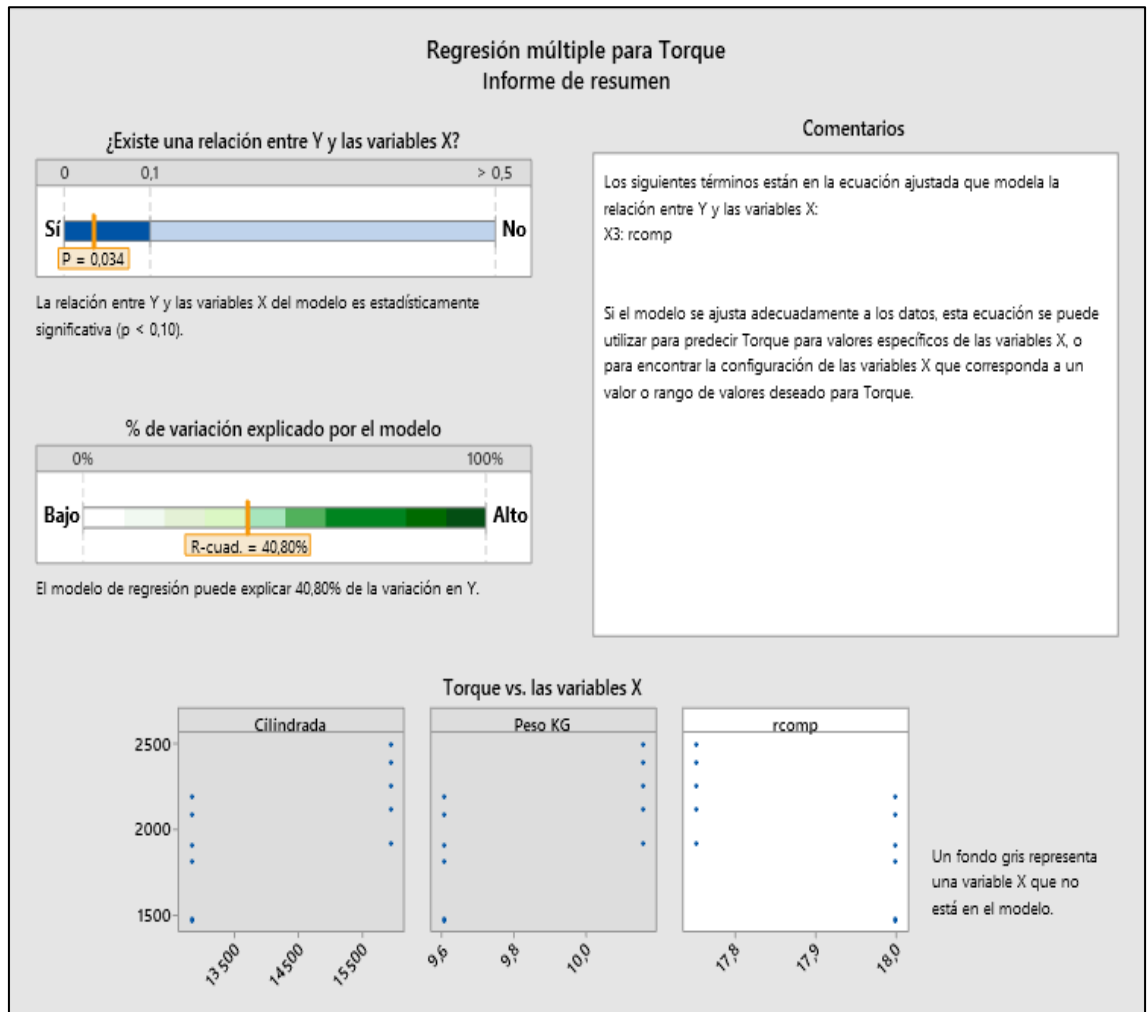 Regresión múltiple para Torque
Informe de resumen
¿Existe una relación entre Y y las variables X?
0 0,1 > 0,5
Sí No
P = 0,034
La relación entre Y y las variables X del modelo es estadísticamente
significativa (p < 0,10).
% de variación explicado por el modelo
0% 100%
Bajo Alto
R-cuad. = 40,80%
El modelo de regresión puede explicar 40,80% de la variación en Y.
Comentarios
Los siguientes términos están en la ecuación ajustada que modela la
relación entre Y y las variables X:
X3: rcomp
Si el modelo se ajusta adecuadamente a los datos, esta ecuación se puede
utilizar para predecir Torque para valores específicos de las variables X, o
para encontrar la configuración de las variables X que corresponda a un
valor o rango de valores deseado para Torque.
Torque vs. las variables X
Cilindrada Peso KG rcomp
2500
2000
1500
13500 14500 15500 9,6 9,8 10,0 17,8 17,9 18,0
Un fondo gris representa
una variable X que no
está en el modelo.